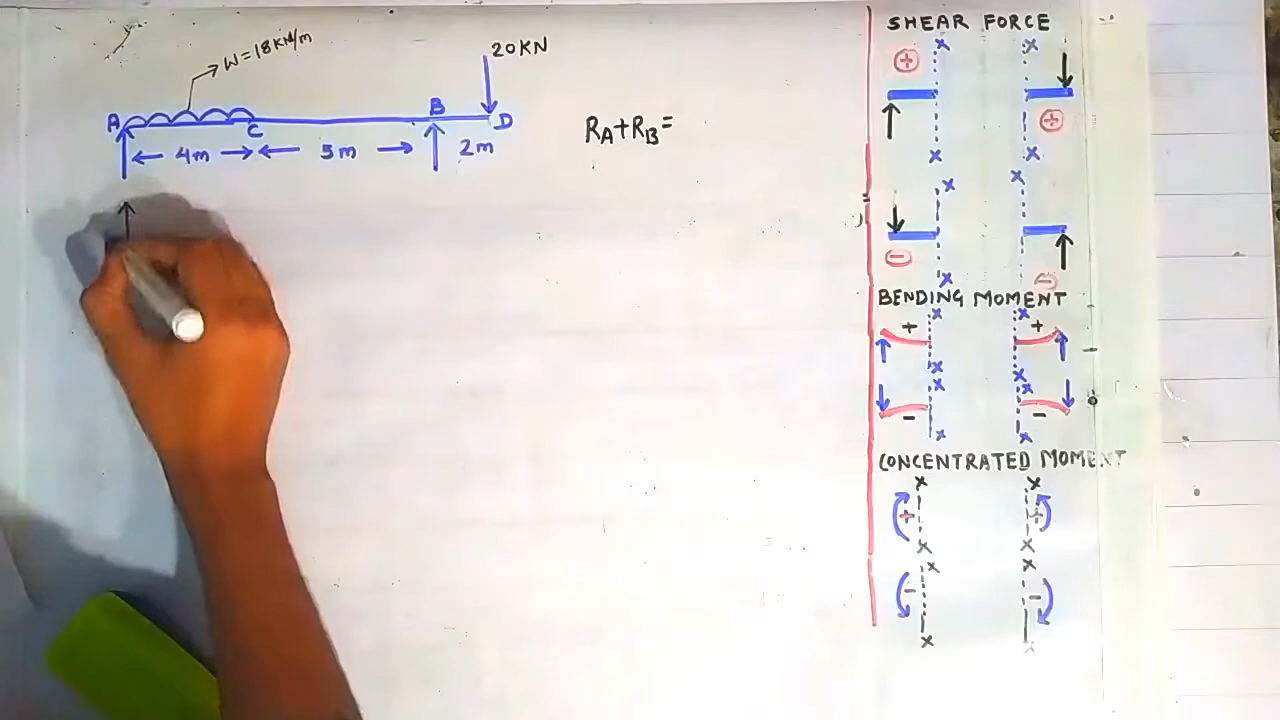 W=18KN/m
20KN
A
C
B
D
4m
5m
2m
RA+RB=
SHEAR FORCE
+
+
-
-
BENDING MOMENT
+
+
-
-
CONCENTRATED MOMENT
+
+
-
-